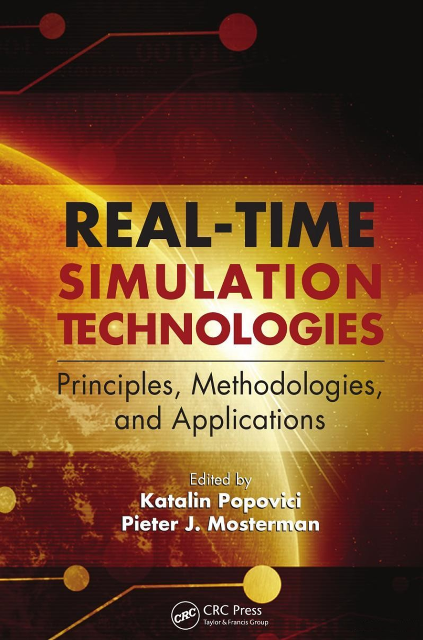 REAL-TIME
SIMULATION
TECHNOLOGIES
Principles, Methodologies,
and Applications
Edited by
Katalin Popovici
Pieter J. Mosterman
CRC
CRC Press
Taylor & Francis Group